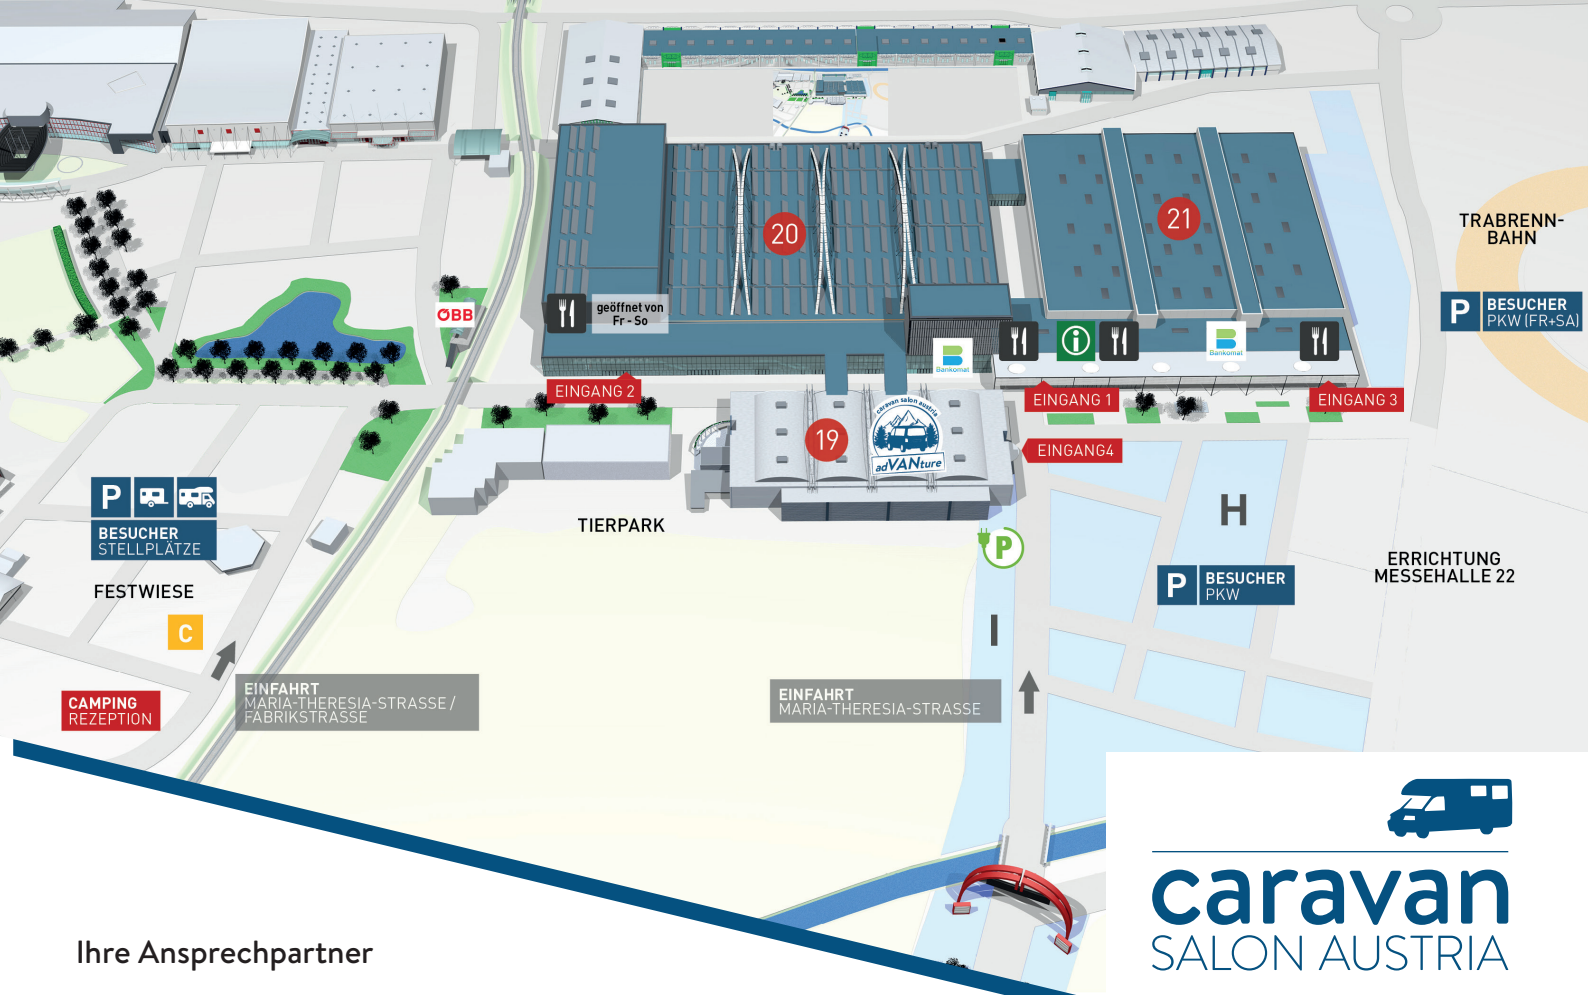 20
21
TRABRENN-
BAHN
P
BESUCHER
PKW (FR+SA)
ÖBB
geöffnet von
Fr - So
i
Bankomat
Bankomat
EINGANG 2
EINGANG 1
EINGANG 3
19
caravan salon austria
adVANture
EINGANG4
P
BESUCHER
STELLPLÄTZE
TIERPARK
H
P
FESTWIESE
P
BESUCHER
PKW
ERRICHTUNG
MESSEHALLE 22
C
I
CAMPING
REZEPTION
EINFAHRT
MARIA-THERESIA-STRASSE /
FABRIKSTRASSE
EINFAHRT
MARIA-THERESIA-STRASSE
caravan
SALON AUSTRIA
Ihre Ansprechpartner